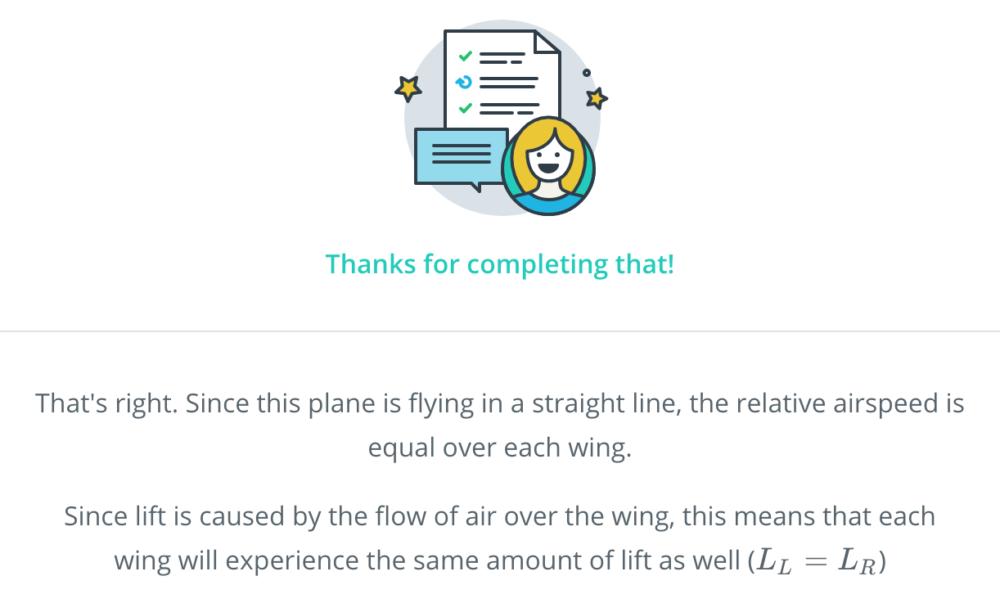 Thanks for completing that!
That's right. Since this plane is flying in a straight line, the relative airspeed is
equal over each wing.
Since lift is caused by the flow of air over the wing, this means that each
wing will experience the same amount of lift as well (L_L = L_R)